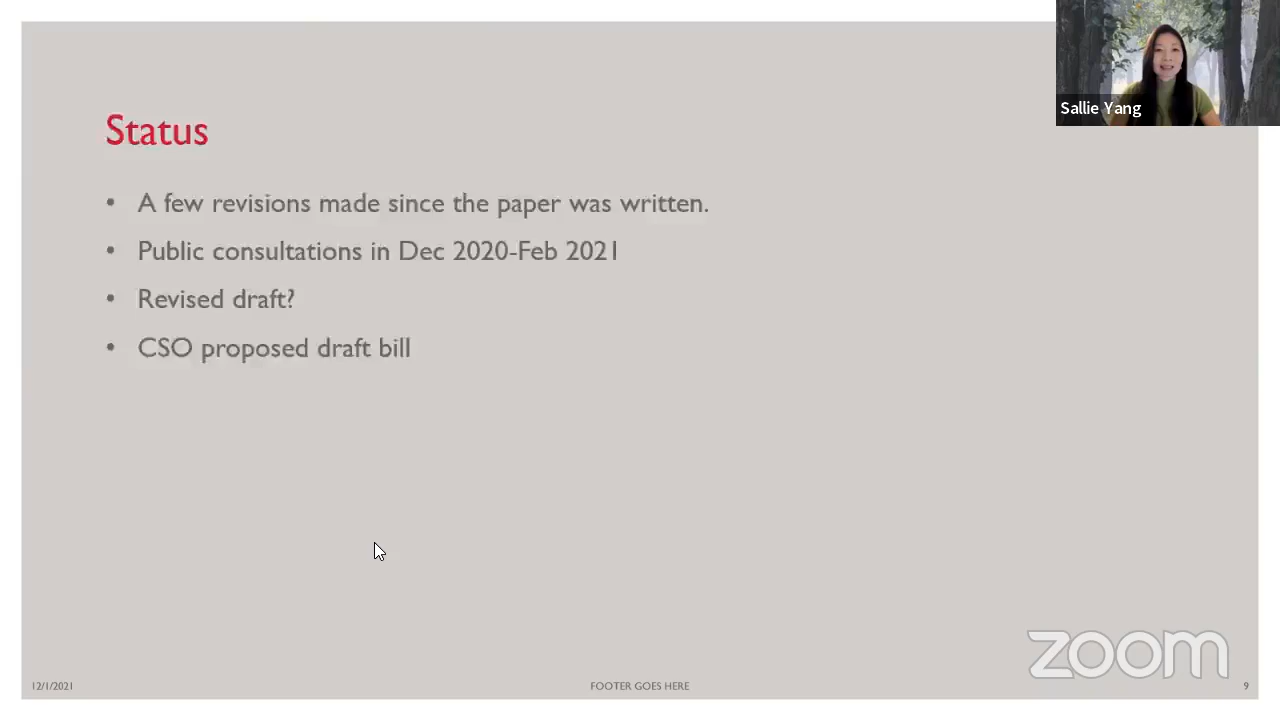 Sallie Yang
Status
• A few revisions made since the paper was written.
• Public consultations in Dec 2020-Feb 2021
• Revised draft?
• CSO proposed draft bill
zoom
12/1/2021
FOOTER GOES HERE
9